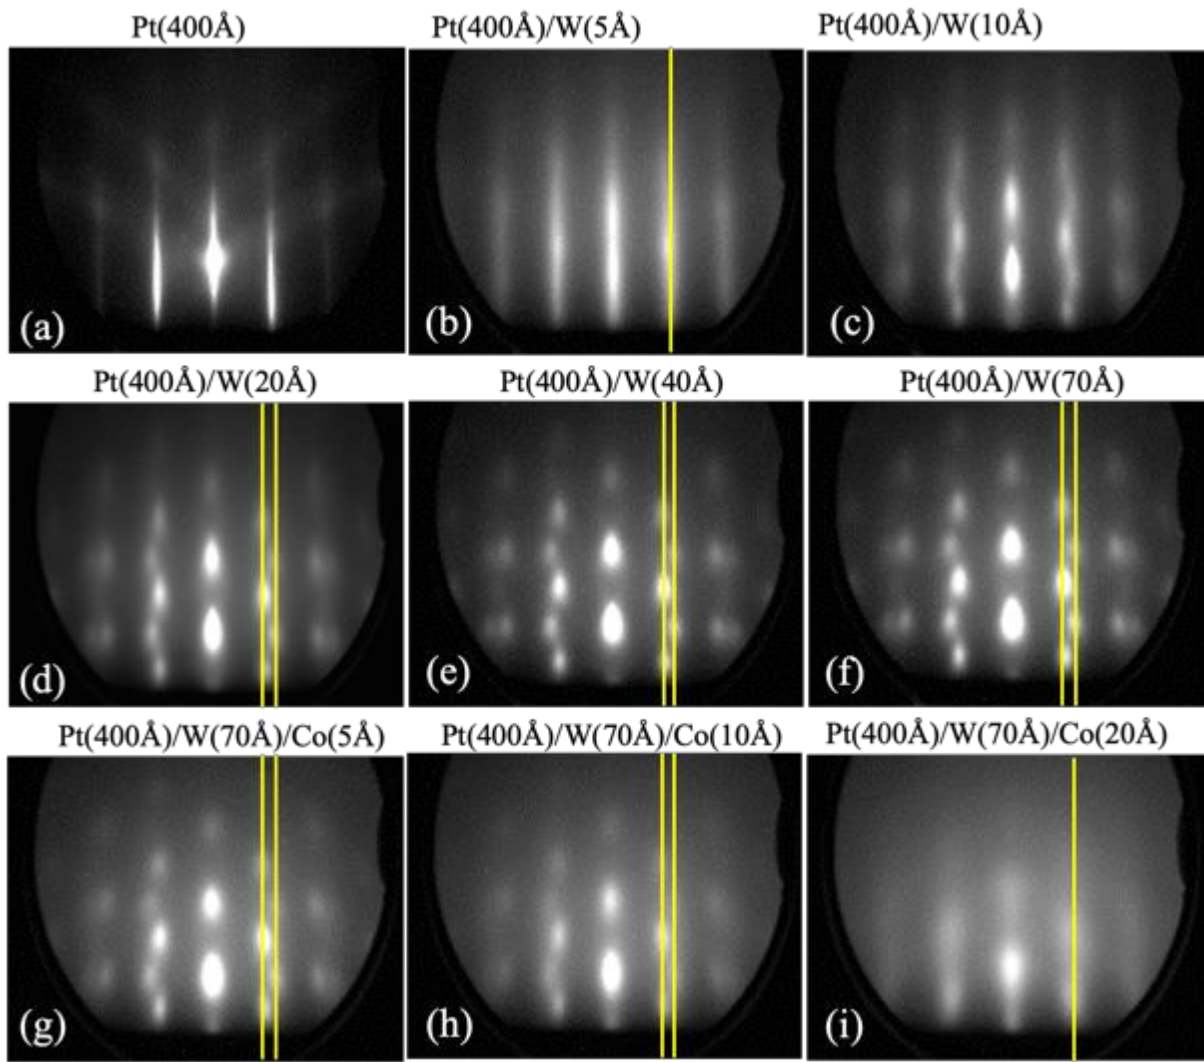 Pt(400Å)
Pt(400Å)/W(5Å)
Pt(400Å)/W(10Å)
(a)
(b)
(c)
Pt(400Å)/W(20Å)
Pt(400Å)/W(40Å)
Pt(400Å)/W(70Å)
(d)
(e)
(f)
Pt(400Å)/W(70Å)/Co(5Å)
Pt(400Å)/W(70Å)/Co(10Å)
Pt(400Å)/W(70Å)/Co(20Å)
(g)
(h)
(i)